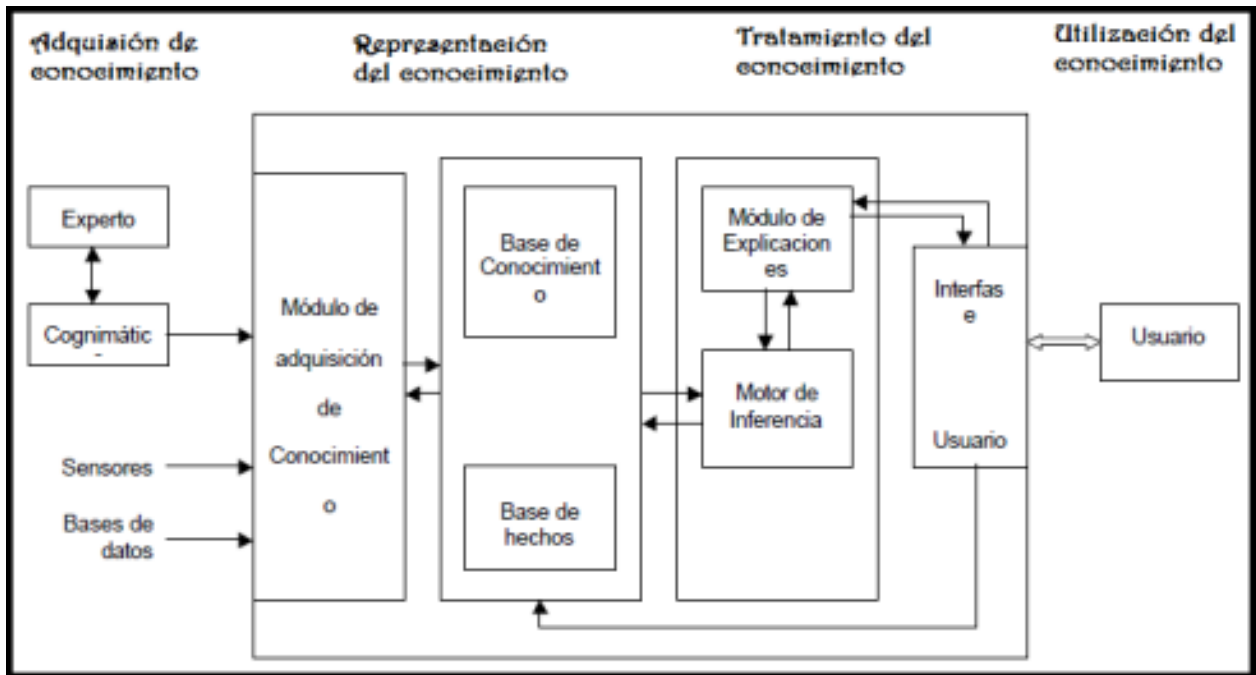 Adquisión de
conocimiento
Representación
del conocimiento
Tratamiento del
conocimiento
Utilización del
conocimiento
Experto
Cognimátic
Sensores
Bases de
datos
Módulo de
adquisición
de
Conocimient
o
Base de
Conocimient
o
Base de
hechos
Módulo de
Explicacion
es
Motor de
Inferencia
Interfas
e
Usuario
Usuario